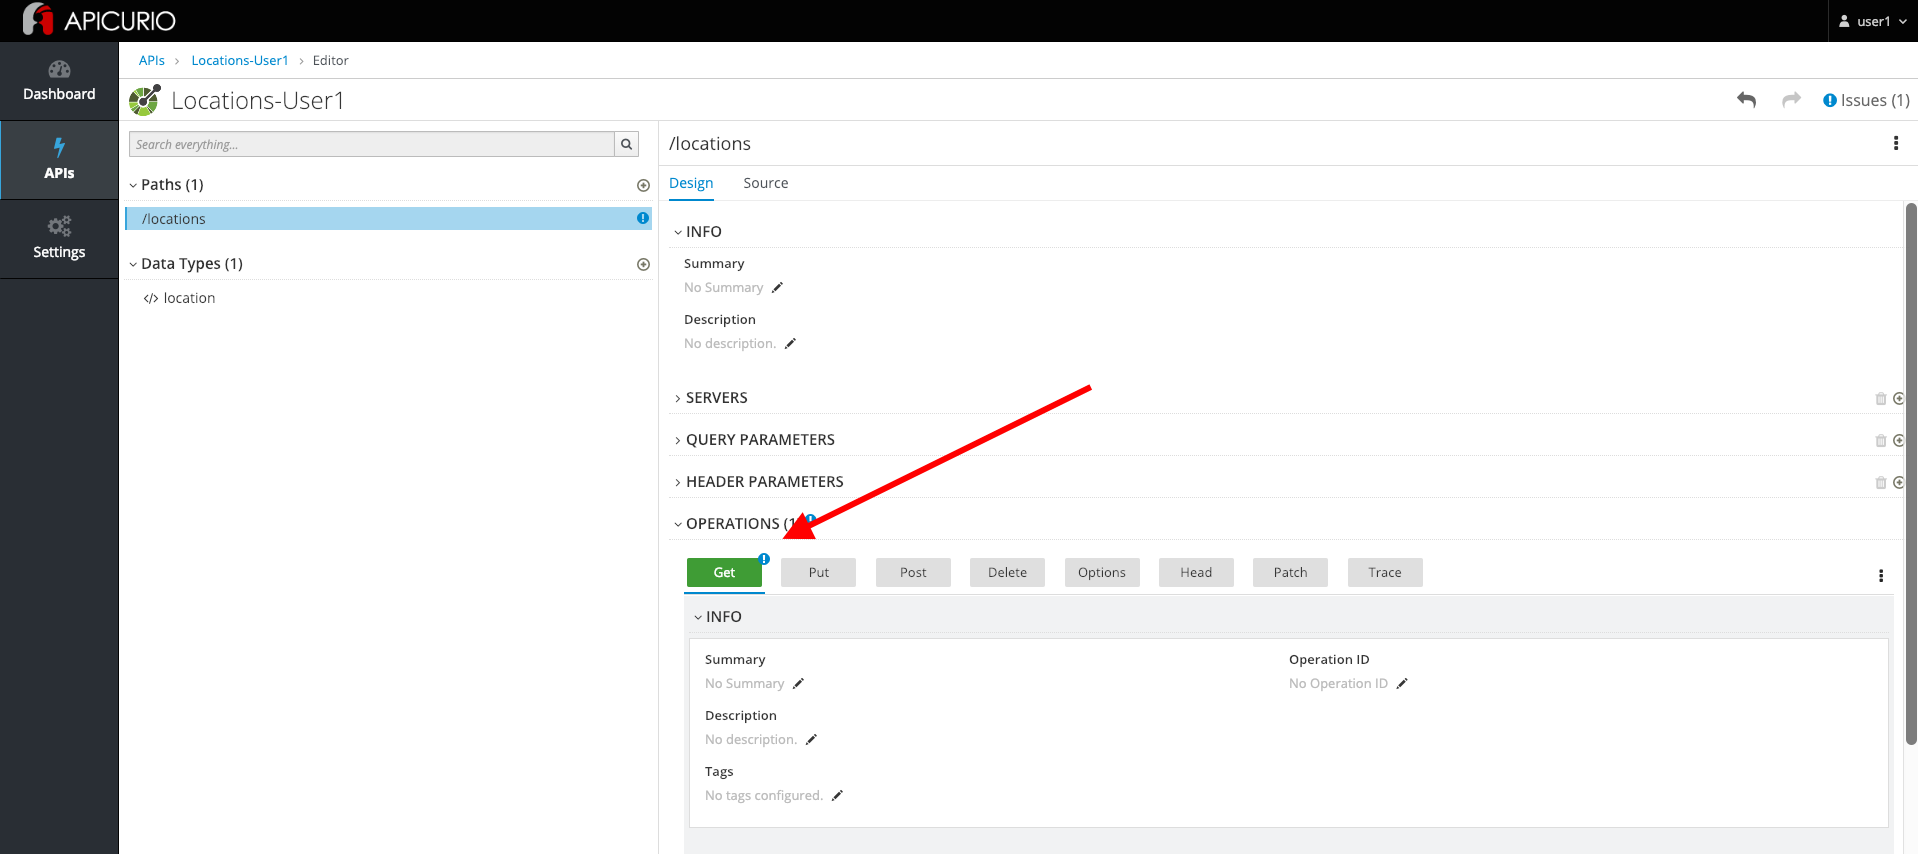 APICURIO
user1
APIs > Locations-User1 > Editor
Dashboard
APIs
Settings
Locations-User1
Issues (1)
Search everything...
Paths (1)
/locations
Data Types (1)
</> location
/locations
Design Source
INFO
Summary
No Summary
Description
No description.
SERVERS
QUERY PARAMETERS
HEADER PARAMETERS
OPERATIONS (1
Get Put Post Delete Options Head Patch Trace
INFO
Summary
No Summary
Operation ID
No Operation ID
Description
No description.
Tags
No tags configured.